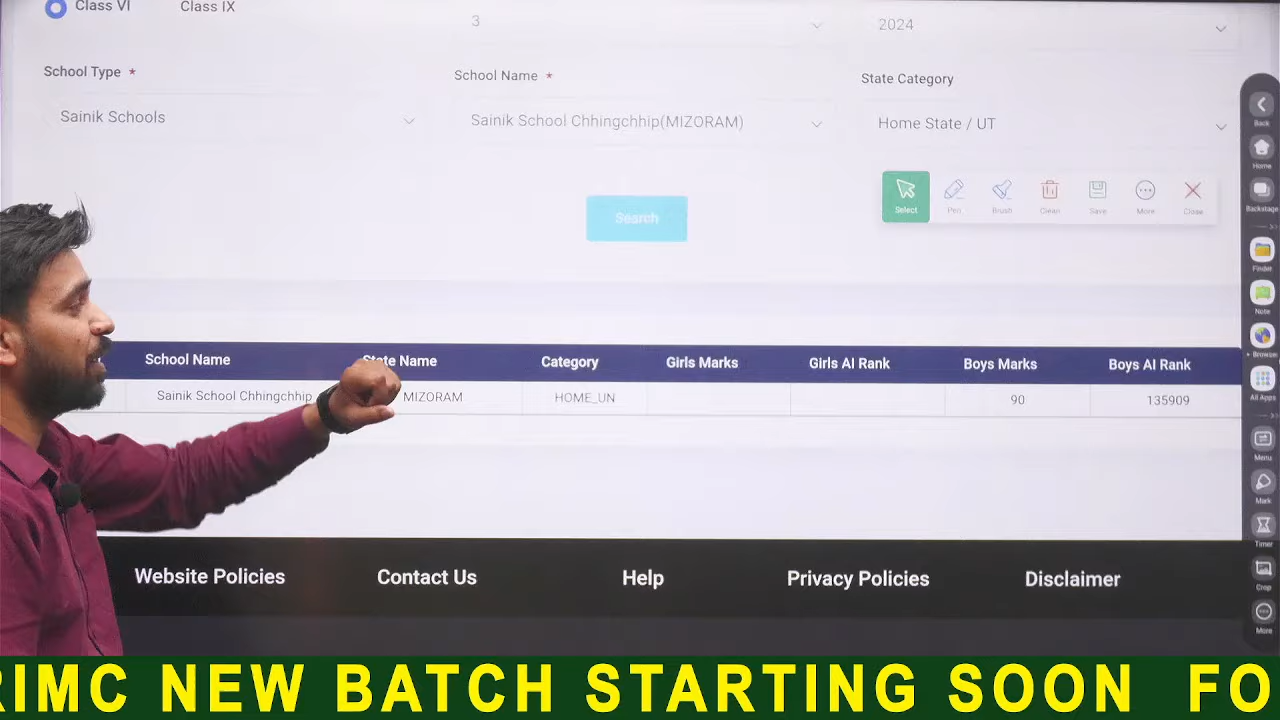 Class VI Class IX
3
2024
School Type *
School Name *
State Category
Sainik Schools
Sainik School Chhingchhip(MIZORAM)
Home State / UT
Select Pen Brush Clean Save More Close
Search
School Name State Name Category Girls Marks Girls AI Rank Boys Marks Boys AI Rank
Sainik School Chhingchhip MIZORAM HOME_UN 90 135909
Website Policies Contact Us Help Privacy Policies Disclaimer
Back
Home
Backstage
Finder
Note
Browser
All Apps
Menu
Mark
Timer
Crop
More
RIMC NEW BATCH STARTING SOON FO